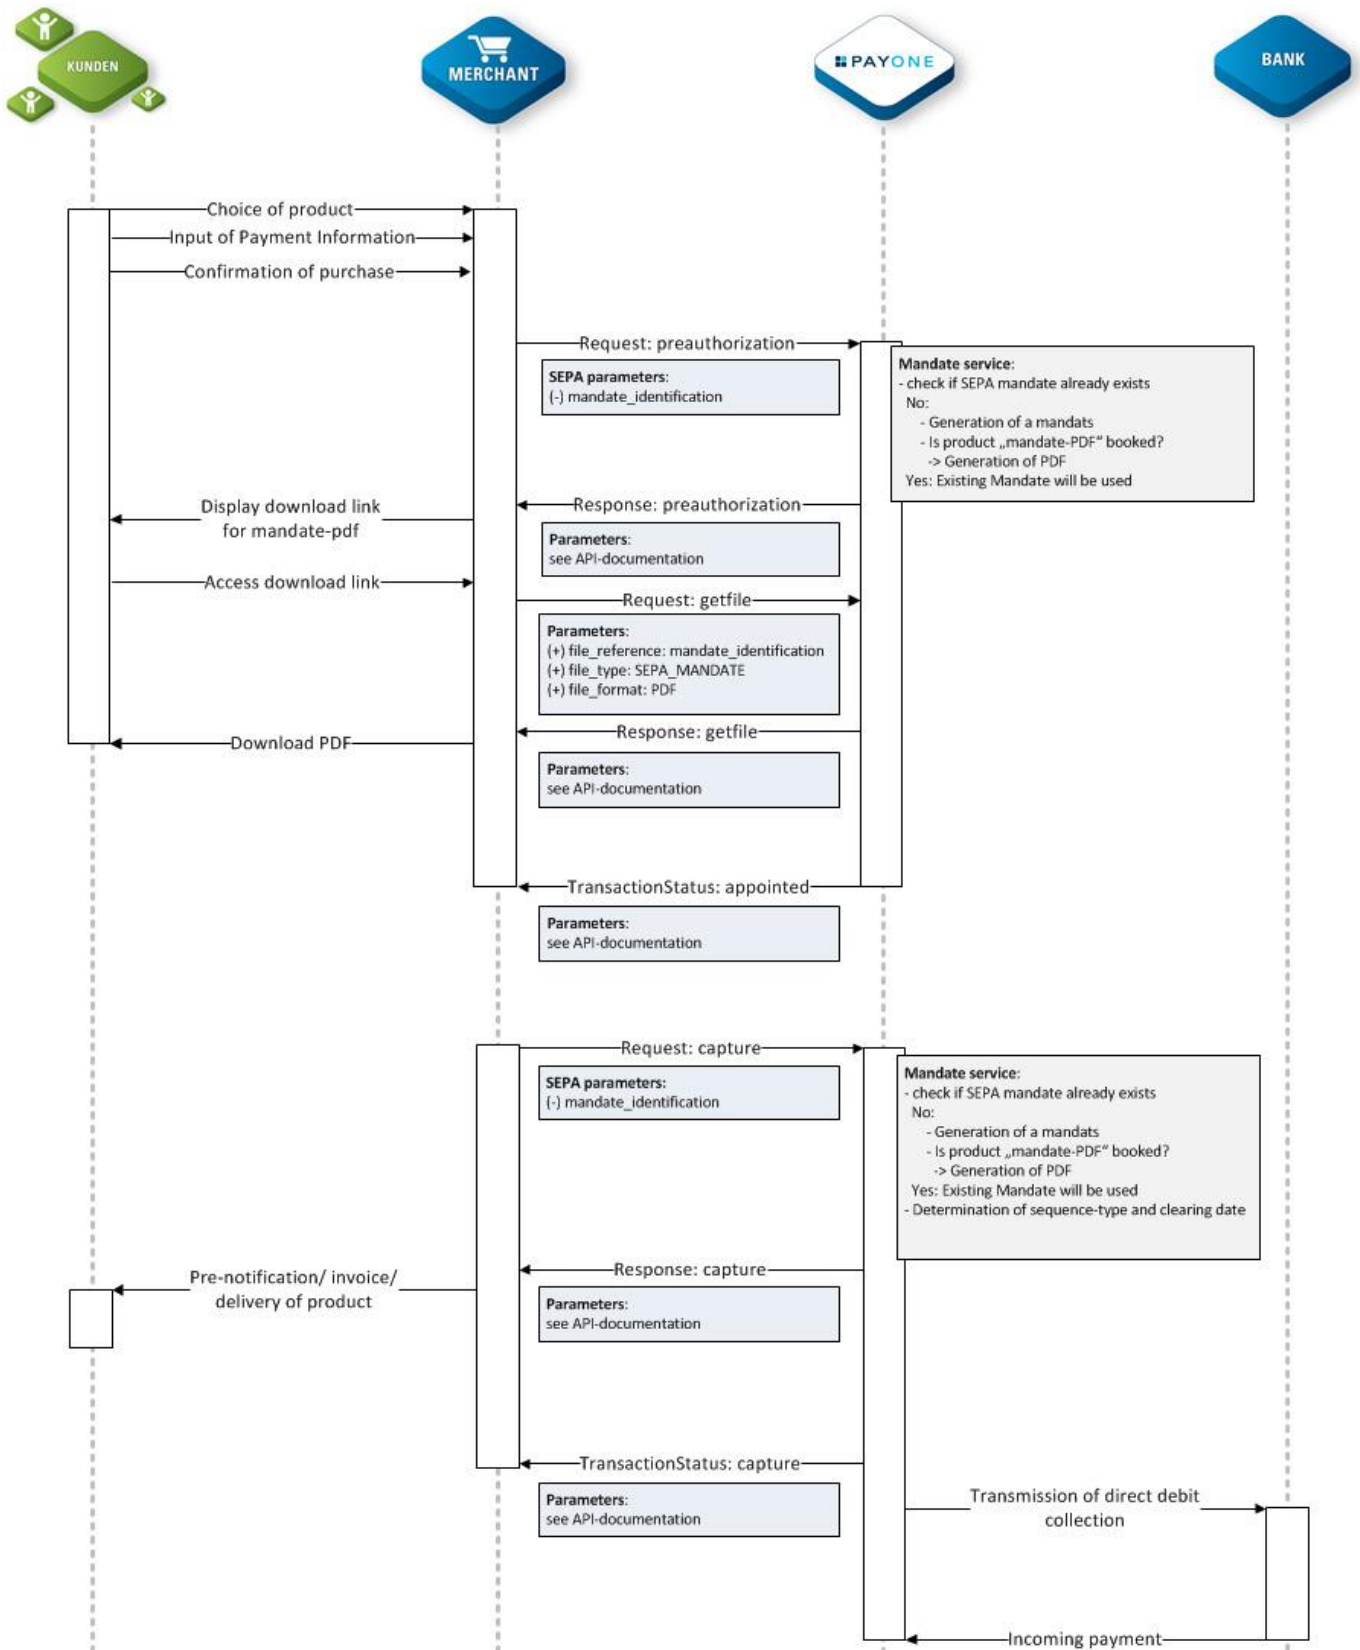 KUNDEN
MERCHANT
PAYONE
BANK
Choice of product
Input of Payment Information
Confirmation of purchase
Request: preauthorization
SEPA parameters:
(-) mandate_identification
Mandate service:
- check if SEPA mandate already exists
No:
- Generation of a mandats
- Is product „mandate-PDF" booked?
-> Generation of PDF
Yes: Existing Mandate will be used
Response: preauthorization
Display download link
for mandate-pdf
Parameters:
see API-documentation
Access download link
Request: getfile
Parameters:
(+) file_reference: mandate_identification
(+) file_type: SEPA_MANDATE
(+) file_format: PDF
Response: getfile
Download PDF
Parameters:
see API-documentation
TransactionStatus: appointed
Parameters:
see API-documentation
Request: capture
SEPA parameters:
(-) mandate_identification
Mandate service:
- check if SEPA mandate already exists
No:
- Generation of a mandats
- Is product „mandate-PDF" booked?
-> Generation of PDF
Yes: Existing Mandate will be used
- Determination of sequence-type and clearing date
Response: capture
Pre-notification/ invoice/
delivery of product
Parameters:
see API-documentation
TransactionStatus: capture
Parameters:
see API-documentation
Transmission of direct debit
collection
Incoming payment